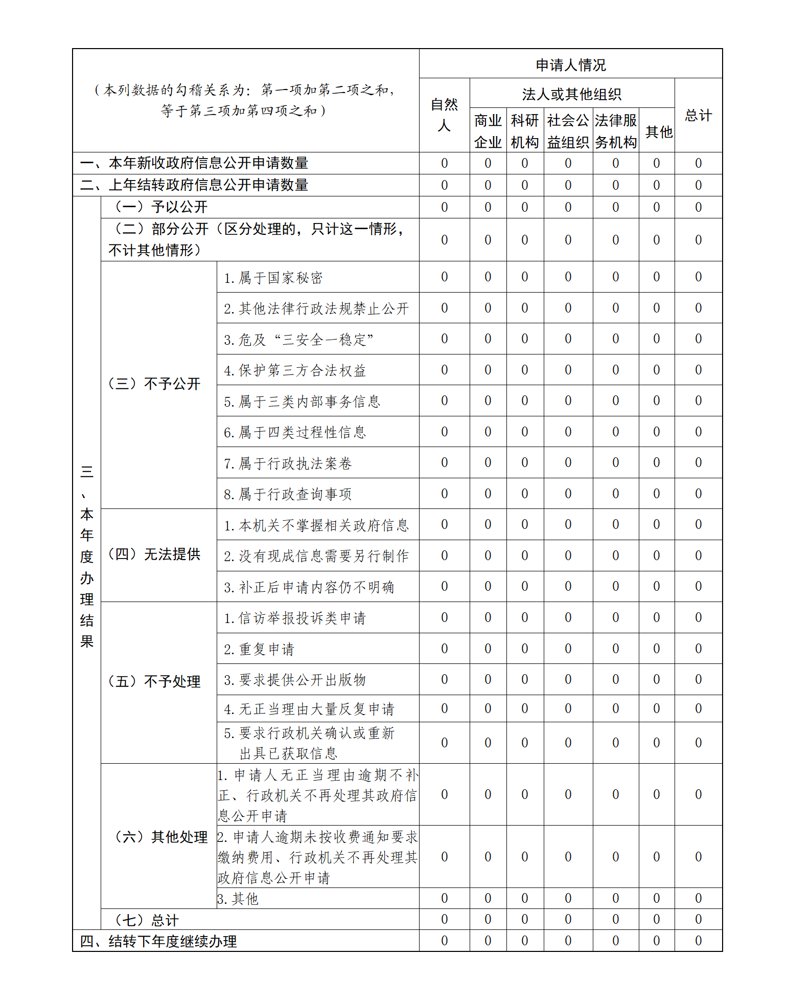 申请人情况
（本列数据的勾稽关系为：第一项加第二项之和，
等于第三项加第四项之和）
自然
人
法人或其他组织
总计
商业
企业
科研
机构
社会公
益组织
法律服
务机构
其他
一、本年新收政府信息公开申请数量 0 0 0 0 0 0 0
二、上年结转政府信息公开申请数量 0 0 0 0 0 0 0
三、本年度办理结果
（一）予以公开 0 0 0 0 0 0 0
（二）部分公开（区分处理的，只计这一情形，
不计其他情形） 0 0 0 0 0 0 0
（三）不予公开
1.属于国家秘密 0 0 0 0 0 0 0
2.其他法律行政法规禁止公开 0 0 0 0 0 0 0
3.危及“三安全一稳定” 0 0 0 0 0 0 0
4.保护第三方合法权益 0 0 0 0 0 0 0
5.属于三类内部事务信息 0 0 0 0 0 0 0
6.属于四类过程性信息 0 0 0 0 0 0 0
7.属于行政执法案卷 0 0 0 0 0 0 0
8.属于行政查询事项 0 0 0 0 0 0 0
（四）无法提供
1.本机关不掌握相关政府信息 0 0 0 0 0 0 0
2.没有现成信息需要另行制作 0 0 0 0 0 0 0
3.补正后申请内容仍不明确 0 0 0 0 0 0 0
（五）不予处理
1.信访举报投诉类申请 0 0 0 0 0 0 0
2.重复申请 0 0 0 0 0 0 0
3.要求提供公开出版物 0 0 0 0 0 0 0
4.无正当理由大量反复申请 0 0 0 0 0 0 0
5.要求行政机关确认或重新
出具已获取信息 0 0 0 0 0 0 0
（六）其他处理
1.申请人无正当理由逾期不补
正、行政机关不再处理其政府信
息公开申请 0 0 0 0 0 0 0
2.申请人逾期未按收费通知要求
缴纳费用、行政机关不再处理其
政府信息公开申请 0 0 0 0 0 0 0
3.其他 0 0 0 0 0 0 0
（七）总计 0 0 0 0 0 0 0
四、结转下年度继续办理 0 0 0 0 0 0 0